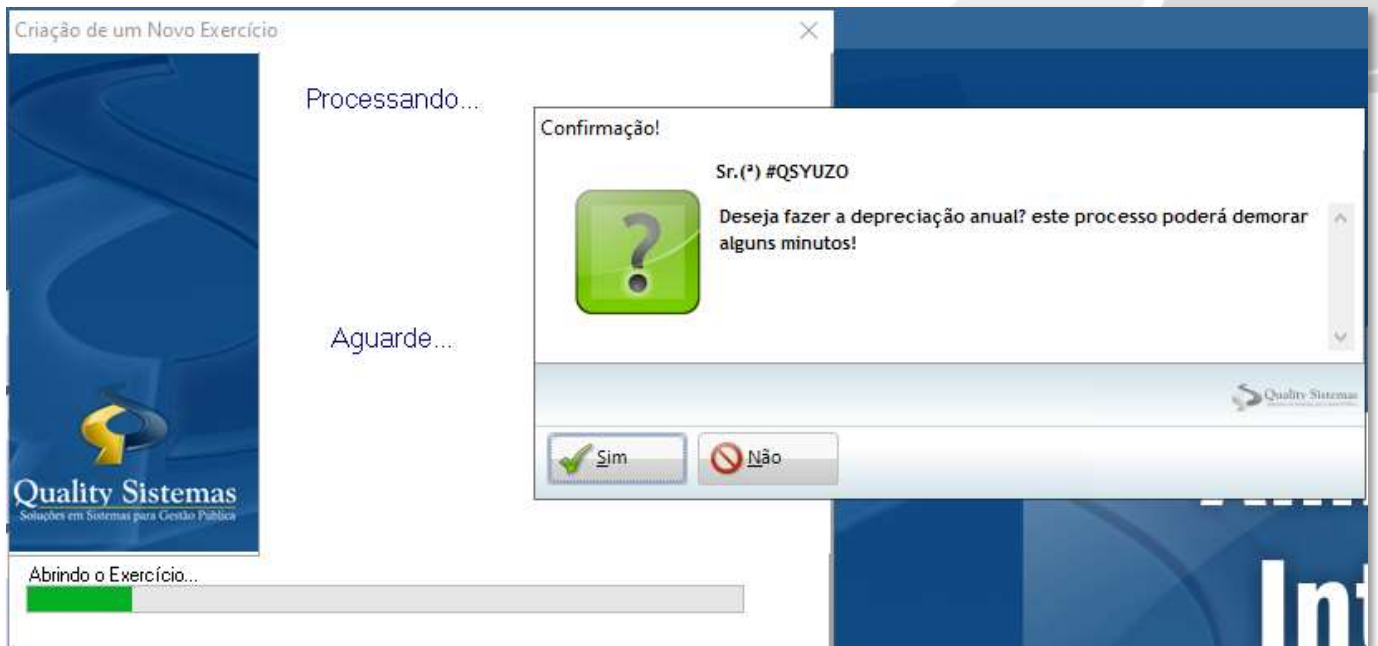 Criação de um Novo Exercício
Processando...
Confirmação!
Sr.(ª) #QSYUZO
Deseja fazer a depreciação anual? este processo poderá demorar
alguns minutos!
Aguarde...
Quality Sistemas
Sim
Não
Quality Sistemas
Soluções em Sistemas para Gestão Pública
Abrindo o Exercício...